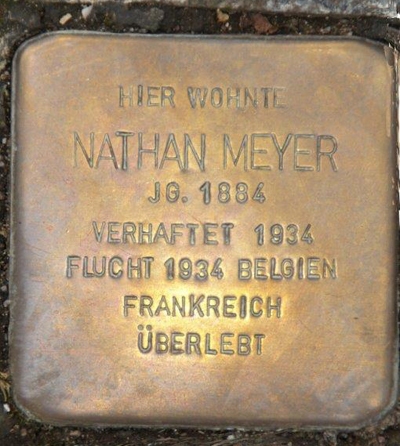 HIER WOHNTE
NATHAN MEYER
JG. 1884
VERHAFTET 1934
FLUCHT 1934 BELGIEN
FRANKREICH
ÜBERLEBT